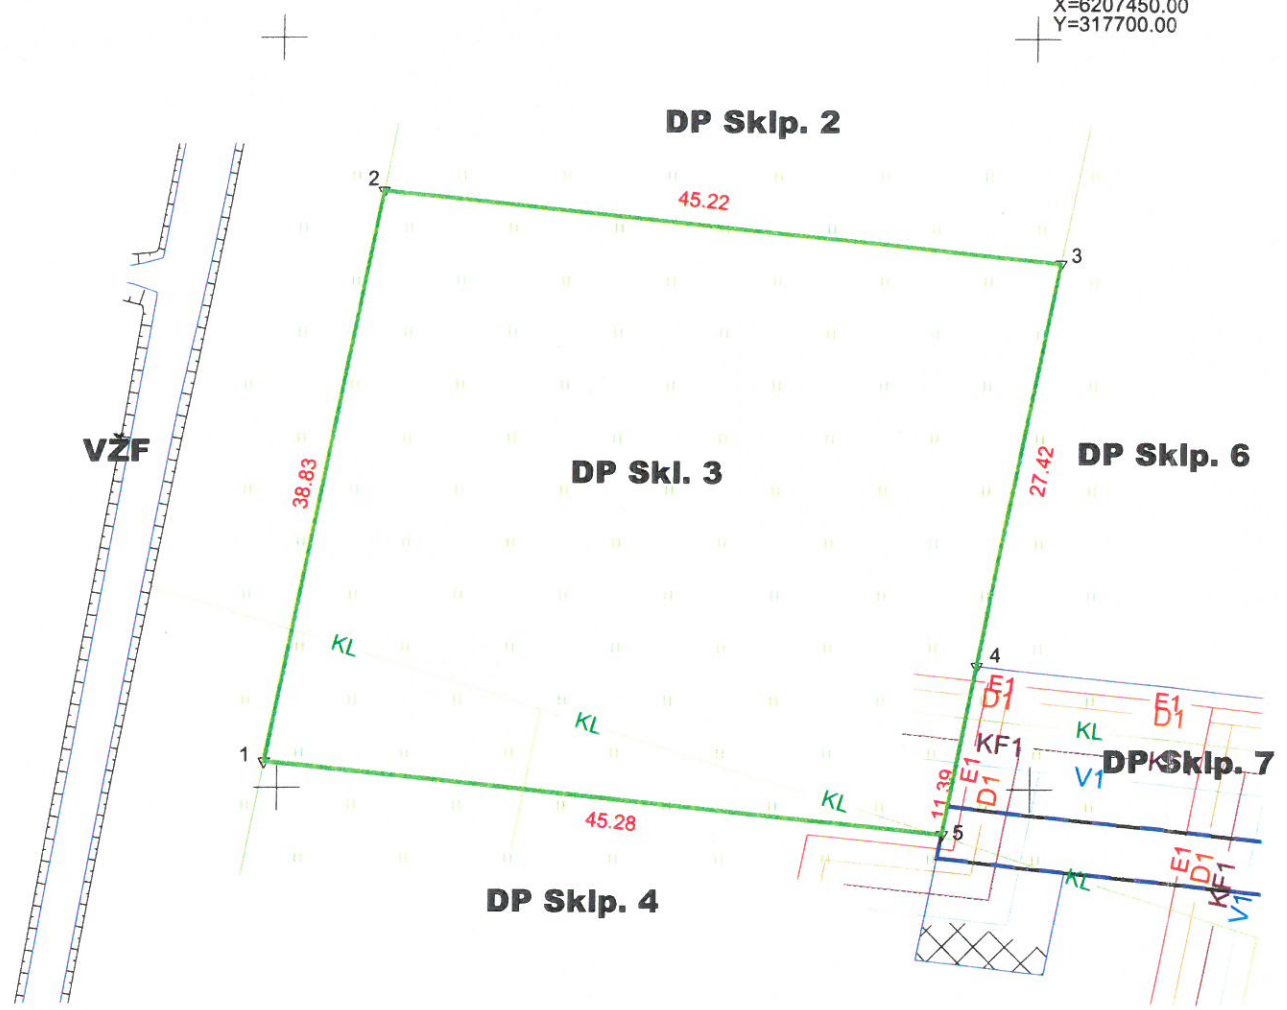 X=6207450.00
Y=317700.00
DP Sklp. 2
2
45.22
3
VŽF
38.83
DP Skl. 3
27.42
DP Sklp. 6
KL
4
E1
D1
E1
D1
KL
KL
KF1
1
E1
DP Sklp. 7
V1
D1
11.39
KL
45.28
5
E1
D1
KF1
V1
KL
DP Sklp. 4